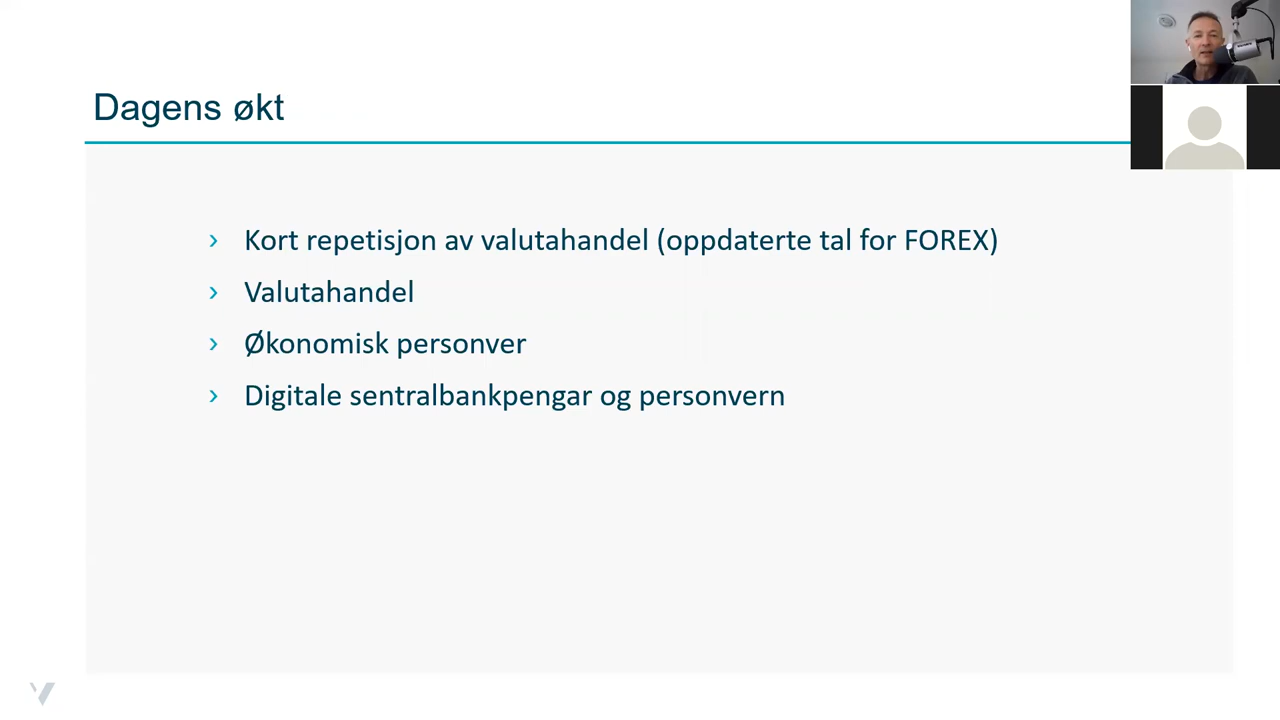 Dagens økt
› Kort repetisjon av valutahandel (oppdaterte tal for FOREX)
› Valutahandel
› Økonomisk personver
› Digitale sentralbankpengar og personvern